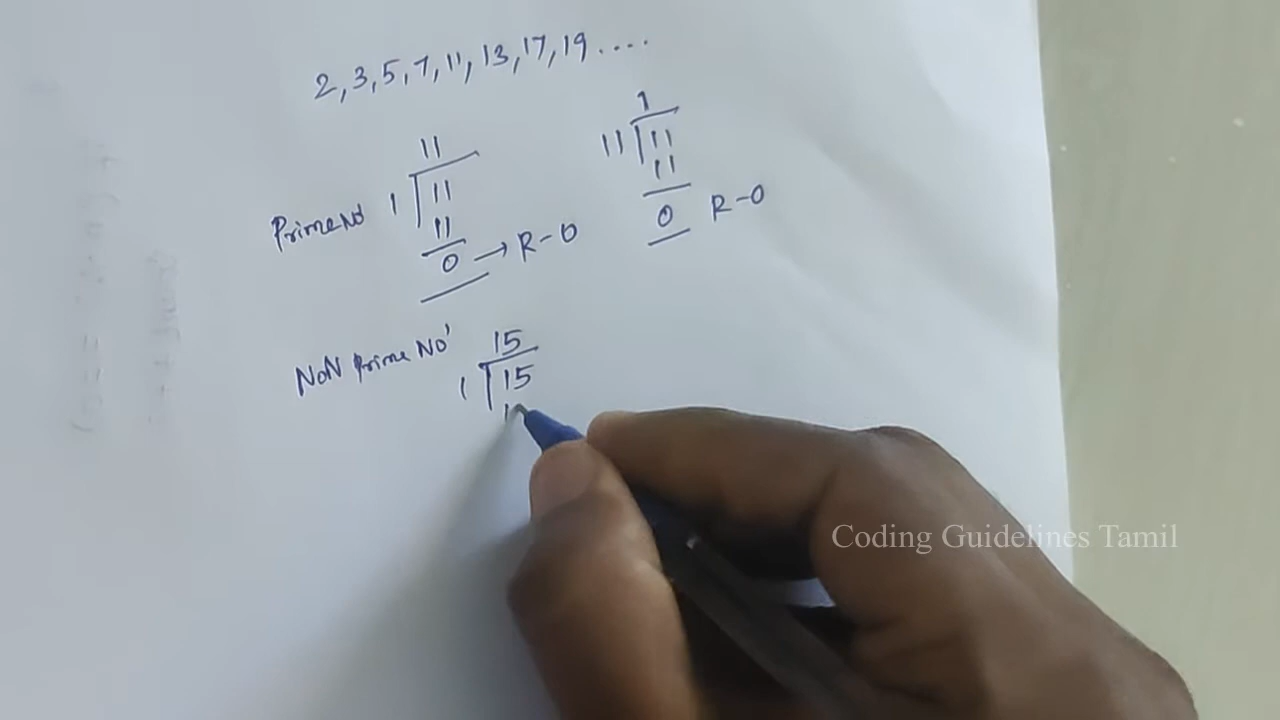 2, 3, 5, 7, 11, 13, 17, 19 ....
Prime No
11
1 11
11
0 → R-0
1
11 11
11
0 R-0
NoN Prime No'
15
1 15
1
Coding Guidelines Tamil